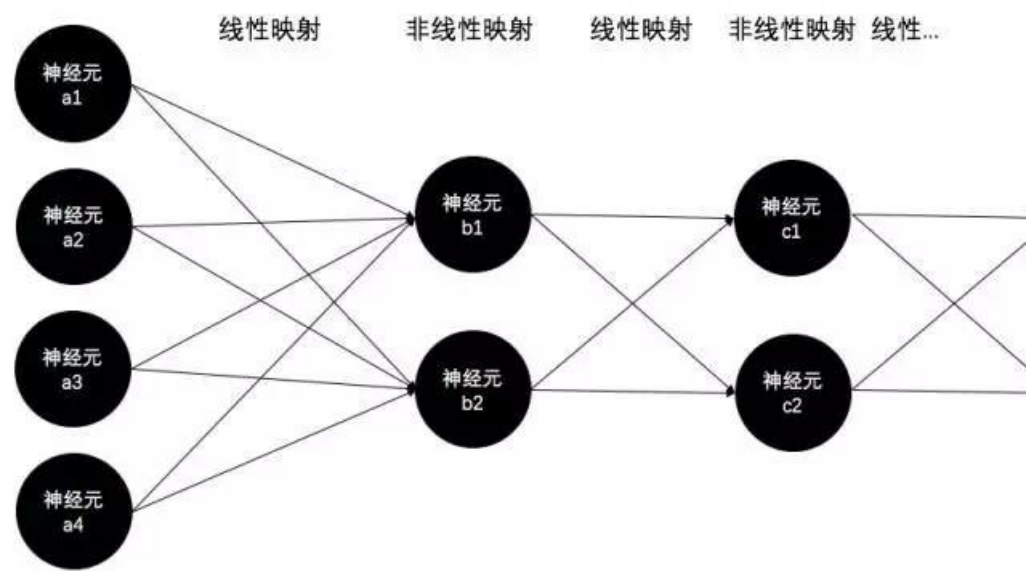 线性映射 非线性映射 线性映射 非线性映射 线性...
神经元
a1
神经元
a2
神经元
a3
神经元
a4
神经元
b1
神经元
b2
神经元
c1
神经元
c2